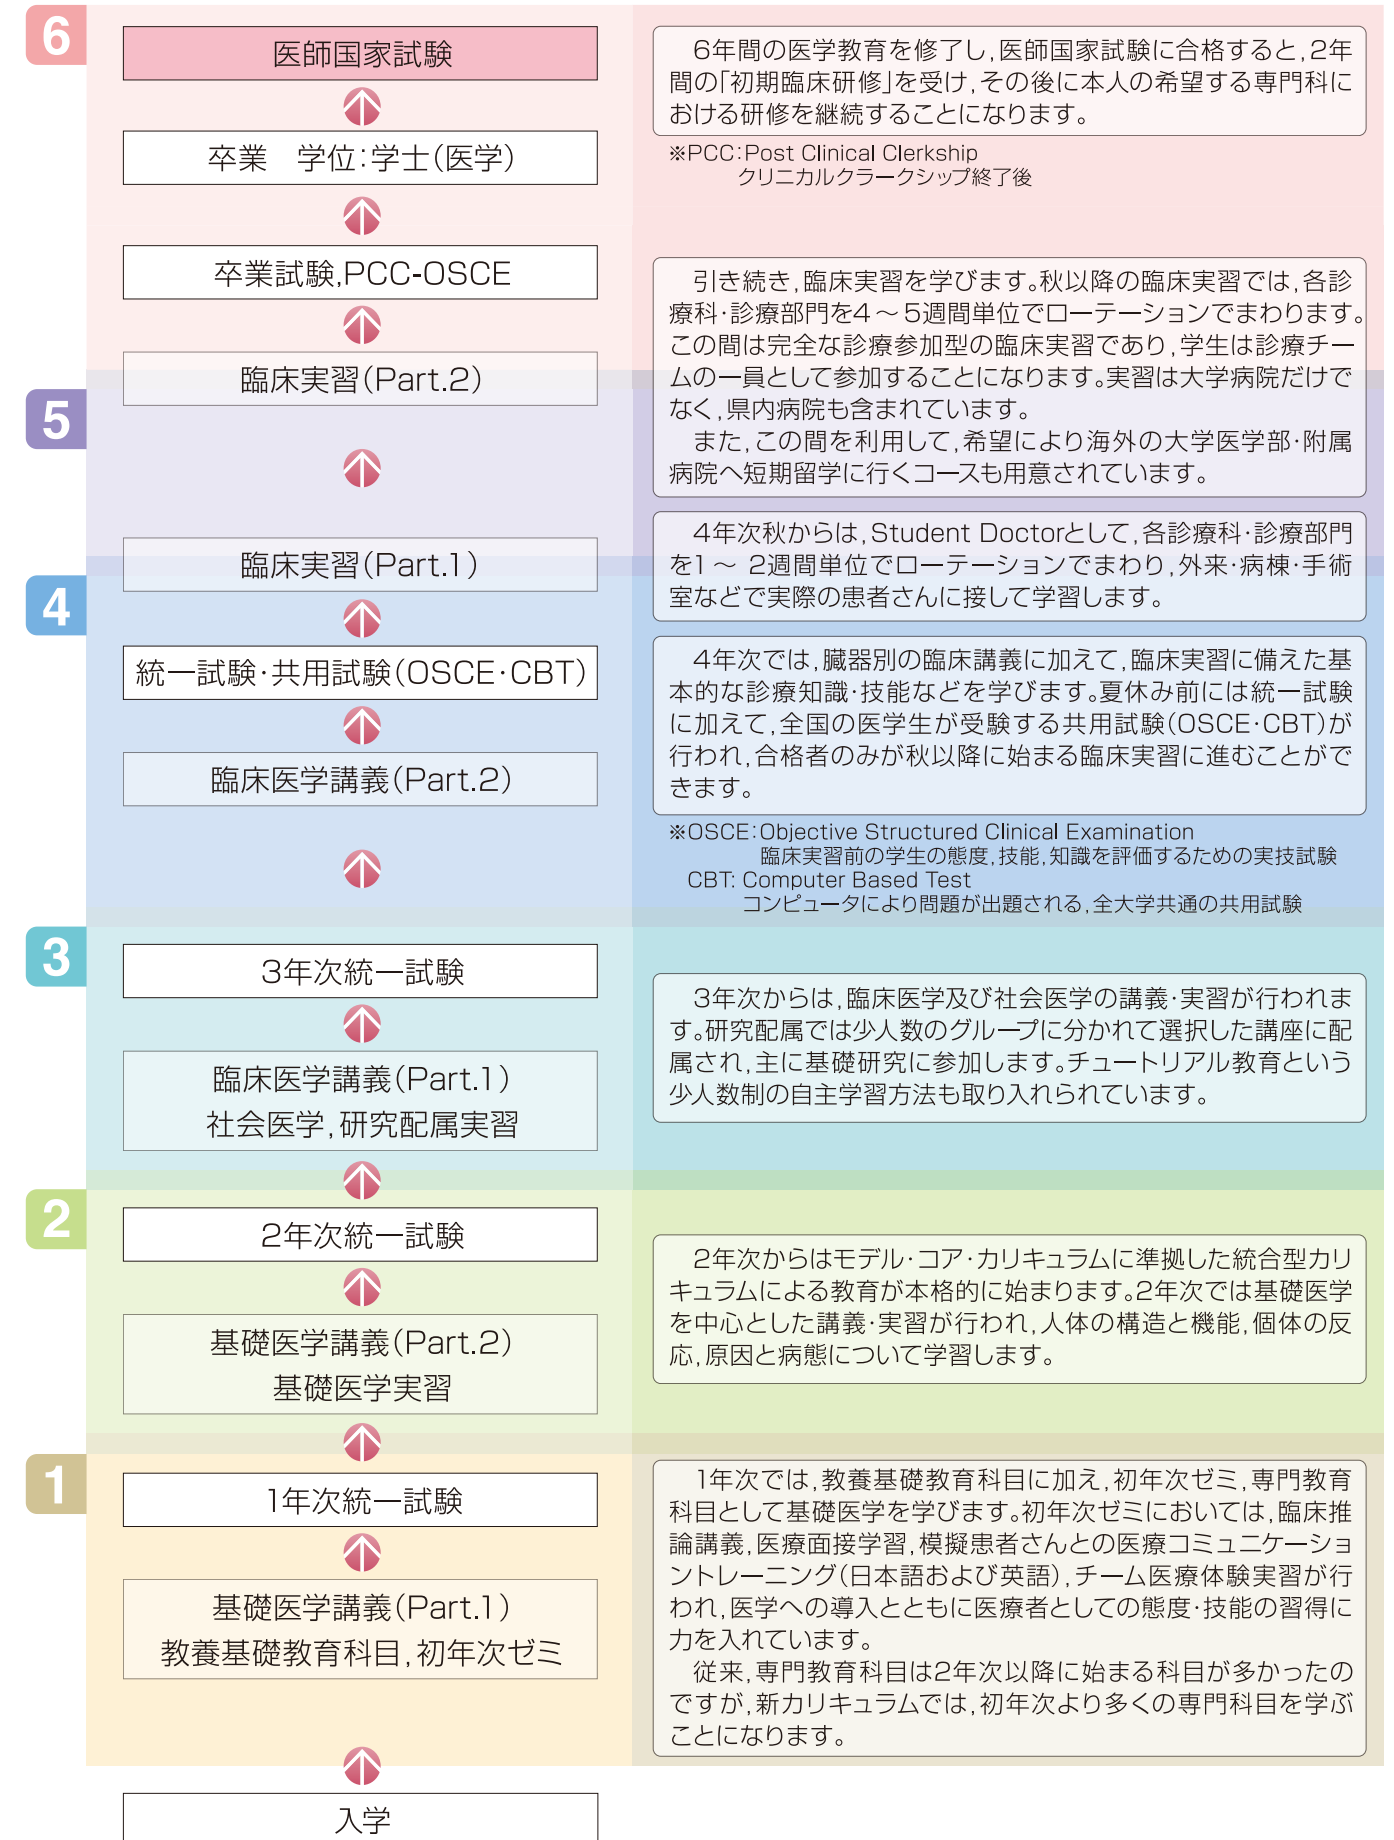 6
医師国家試験
6年間の医学教育を修了し,医師国家試験に合格すると,2年
間の「初期臨床研修」を受け,その後に本人の希望する専門科に
おける研修を継続することになります。
卒業　学位:学士(医学)
※PCC:Post Clinical Clerkship
クリニカルクラークシップ終了後
卒業試験,PCC-OSCE
臨床実習(Part.2)
引き続き,臨床実習を学びます。秋以降の臨床実習では,各診
療科・診療部門を4～5週間単位でローテーションでまわります。
この間は完全な診療参加型の臨床実習であり,学生は診療チー
ムの一員として参加することになります。実習は大学病院だけで
なく,県内病院も含まれています。
また,この間を利用して,希望により海外の大学医学部・附属
病院へ短期留学に行くコースも用意されています。
5
臨床実習(Part.1)
4年次秋からは,Student Doctorとして,各診療科・診療部門
を1～2週間単位でローテーションでまわり,外来・病棟・手術
室などで実際の患者さんに接して学習します。
4
統一試験・共用試験(OSCE・CBT)
臨床医学講義(Part.2)
4年次では,臓器別の臨床講義に加えて,臨床実習に備えた基
本的な診療知識・技能などを学びます。夏休み前には統一試験
に加えて,全国の医学生が受験する共用試験(OSCE・CBT)が
行われ,合格者のみが秋以降に始まる臨床実習に進むことがで
きます。
※OSCE:Objective Structured Clinical Examination
臨床実習前の学生の態度,技能,知識を評価するための実技試験
CBT: Computer Based Test
コンピュータにより問題が出題される,全大学共通の共用試験
3
3年次統一試験
臨床医学講義(Part.1)
社会医学,研究配属実習
3年次からは,臨床医学及び社会医学の講義・実習が行われま
す。研究配属では少人数のグループに分かれて選択した講座に配
属され,主に基礎研究に参加します。チュートリアル教育という
少人数制の自主学習方法も取り入れられています。
2
2年次統一試験
基礎医学講義(Part.2)
基礎医学実習
2年次からはモデル・コア・カリキュラムに準拠した統合型カリ
キュラムによる教育が本格的に始まります。2年次では基礎医学
を中心とした講義・実習が行われ,人体の構造と機能,個体の反
応,原因と病態について学習します。
1
1年次統一試験
基礎医学講義(Part.1)
教養基礎教育科目,初年次ゼミ
1年次では,教養基礎教育科目に加え,初年次ゼミ,専門教育
科目として基礎医学を学びます。初年次ゼミにおいては,臨床推
論講義,医療面接学習,模擬患者さんとの医療コミュニケーショ
ントレーニング(日本語および英語),チーム医療体験実習が行
われ,医学への導入とともに医療者としての態度・技能の習得に
力を入れています。
従来,専門教育科目は2年次以降に始まる科目が多かったの
ですが,新カリキュラムでは,初年次より多くの専門科目を学ぶ
ことになります。
入学